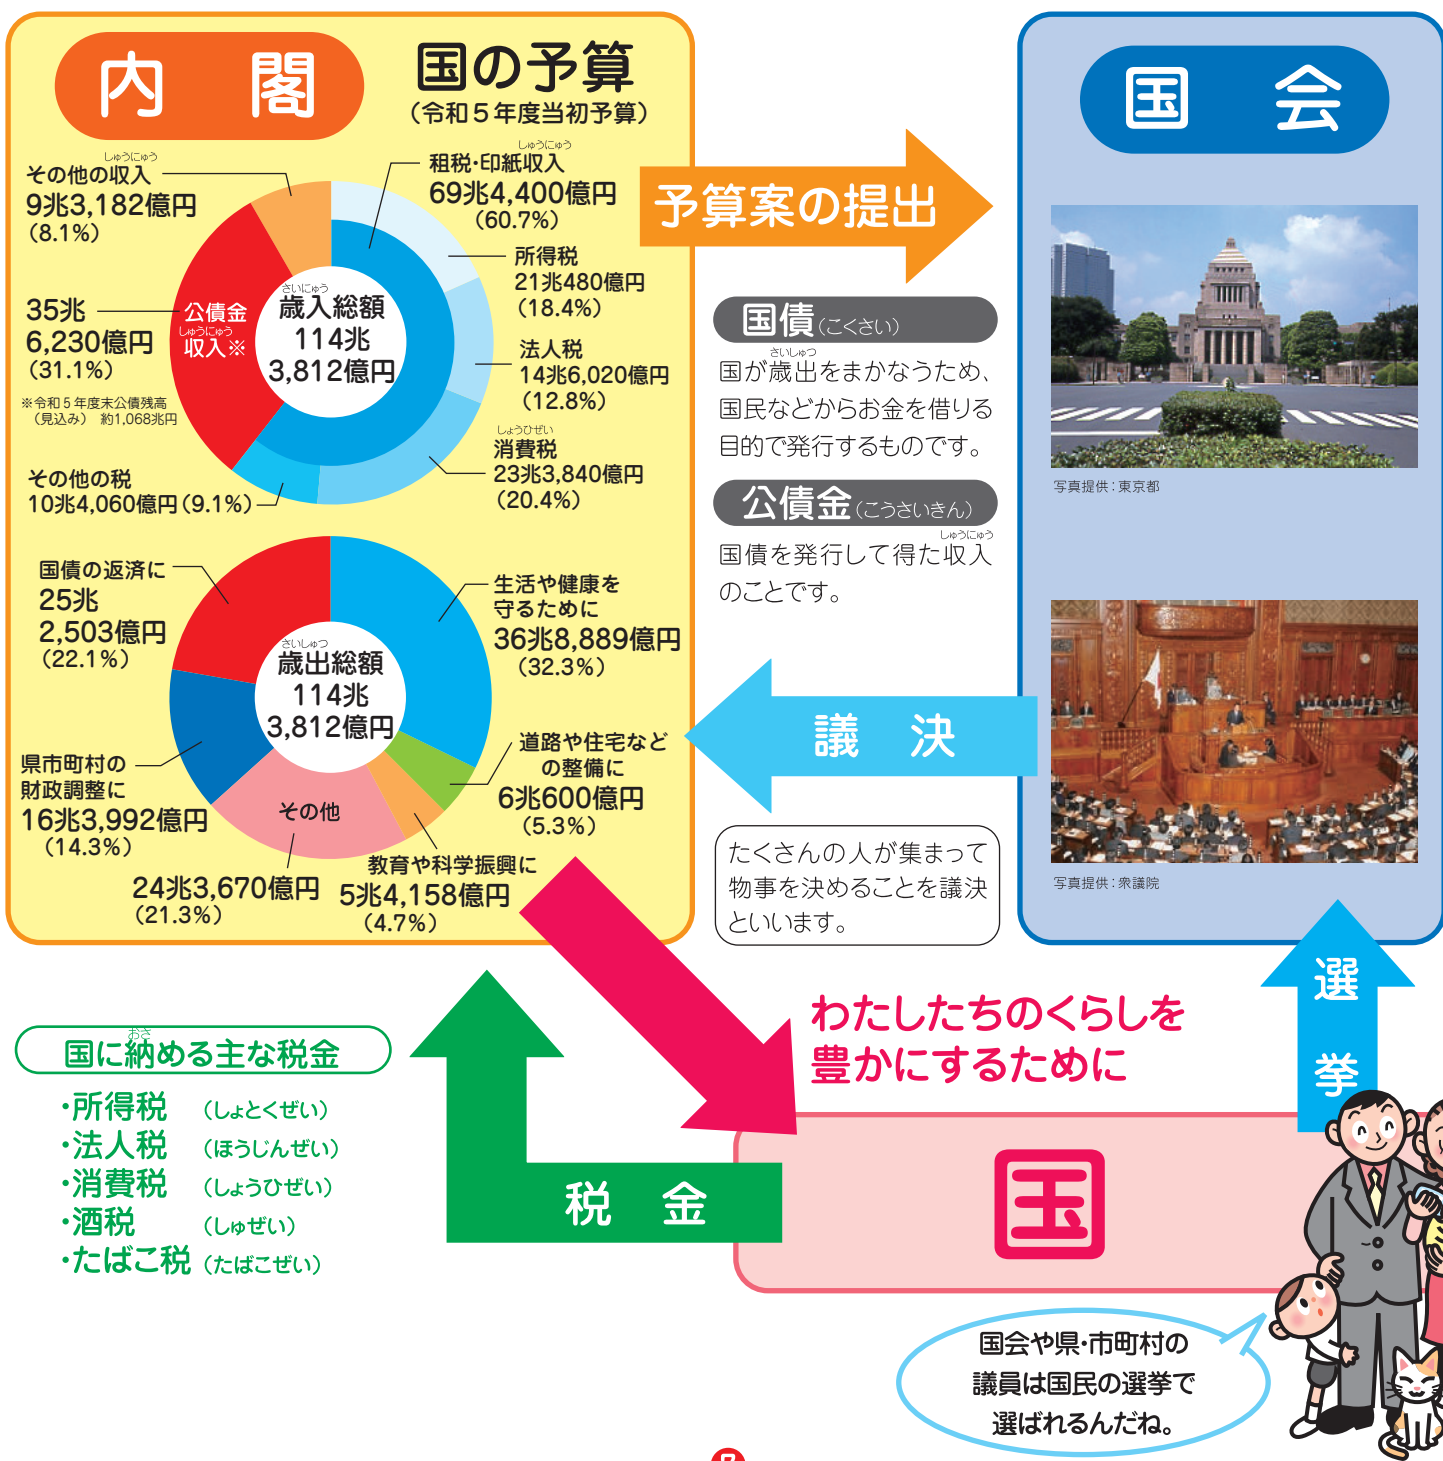 内閣
国の予算
（令和５年度当初予算）
しゅうにゅう
その他の収入
9兆3,182億円
（8.1％）
しゅうにゅう
租税・印紙収入
69兆4,400億円
（60.7％）
所得税
21兆480億円
（18.4％）
法人税
14兆6,020億円
（12.8％）
しょうひぜい
消費税
23兆3,840億円
（20.4％）
その他の税
10兆4,060億円（9.1％）
35兆
6,230億円
（31.1％）
※令和５年度末公債残高
（見込み） 約1,068兆円
公債金
しゅうにゅう
収入※
さいにゅう
歳入総額
114兆
3,812億円
国債の返済に
25兆
2,503億円
（22.1％）
さいしゅつ
歳出総額
114兆
3,812億円
生活や健康を
守るために
36兆8,889億円
（32.3％）
道路や住宅など
の整備に
6兆600億円
（5.3％）
教育や科学振興に
5兆4,158億円
（4.7％）
その他
24兆3,670億円
（21.3％）
県市町村の
財政調整に
16兆3,992億円
（14.3％）
予算案の提出
国債（こくさい）
さいしゅつ
国が歳出をまかなうため、
国民などからお金を借りる
目的で発行するものです。
公債金（こうさいきん）
しゅうにゅう
国債を発行して得た収入
のことです。
議決
たくさんの人が集まって
物事を決めることを議決
といいます。
国会
写真提供：東京都
写真提供：衆議院
選挙
わたしたちのくらしを
豊かにするために
税金
国
おさ
国に納める主な税金
・所得税 （しょとくぜい）
・法人税 （ほうじんぜい）
・消費税 （しょうひぜい）
・酒税 （しゅぜい）
・たばこ税 （たばこぜい）
国会や県・市町村の
議員は国民の選挙で
選ばれるんだね。